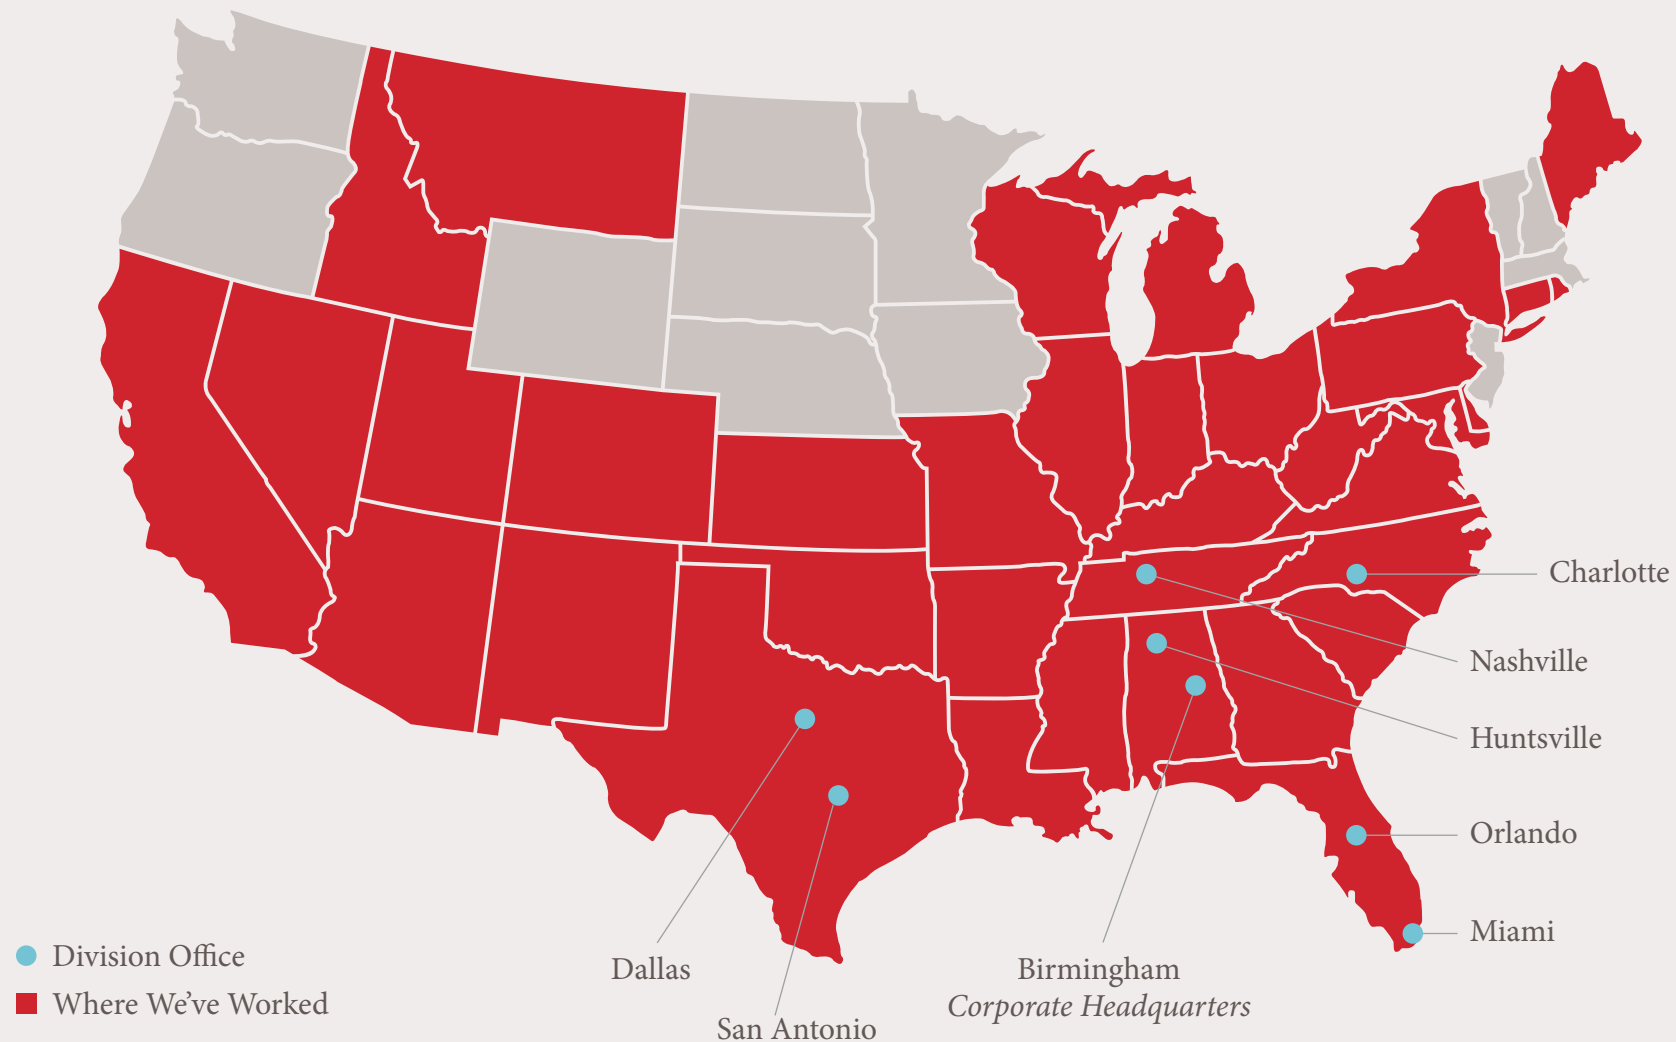 Charlotte
Nashville
Huntsville
Orlando
Miami
Division Office
Where We've Worked
Dallas
San Antonio
Birmingham
Corporate Headquarters